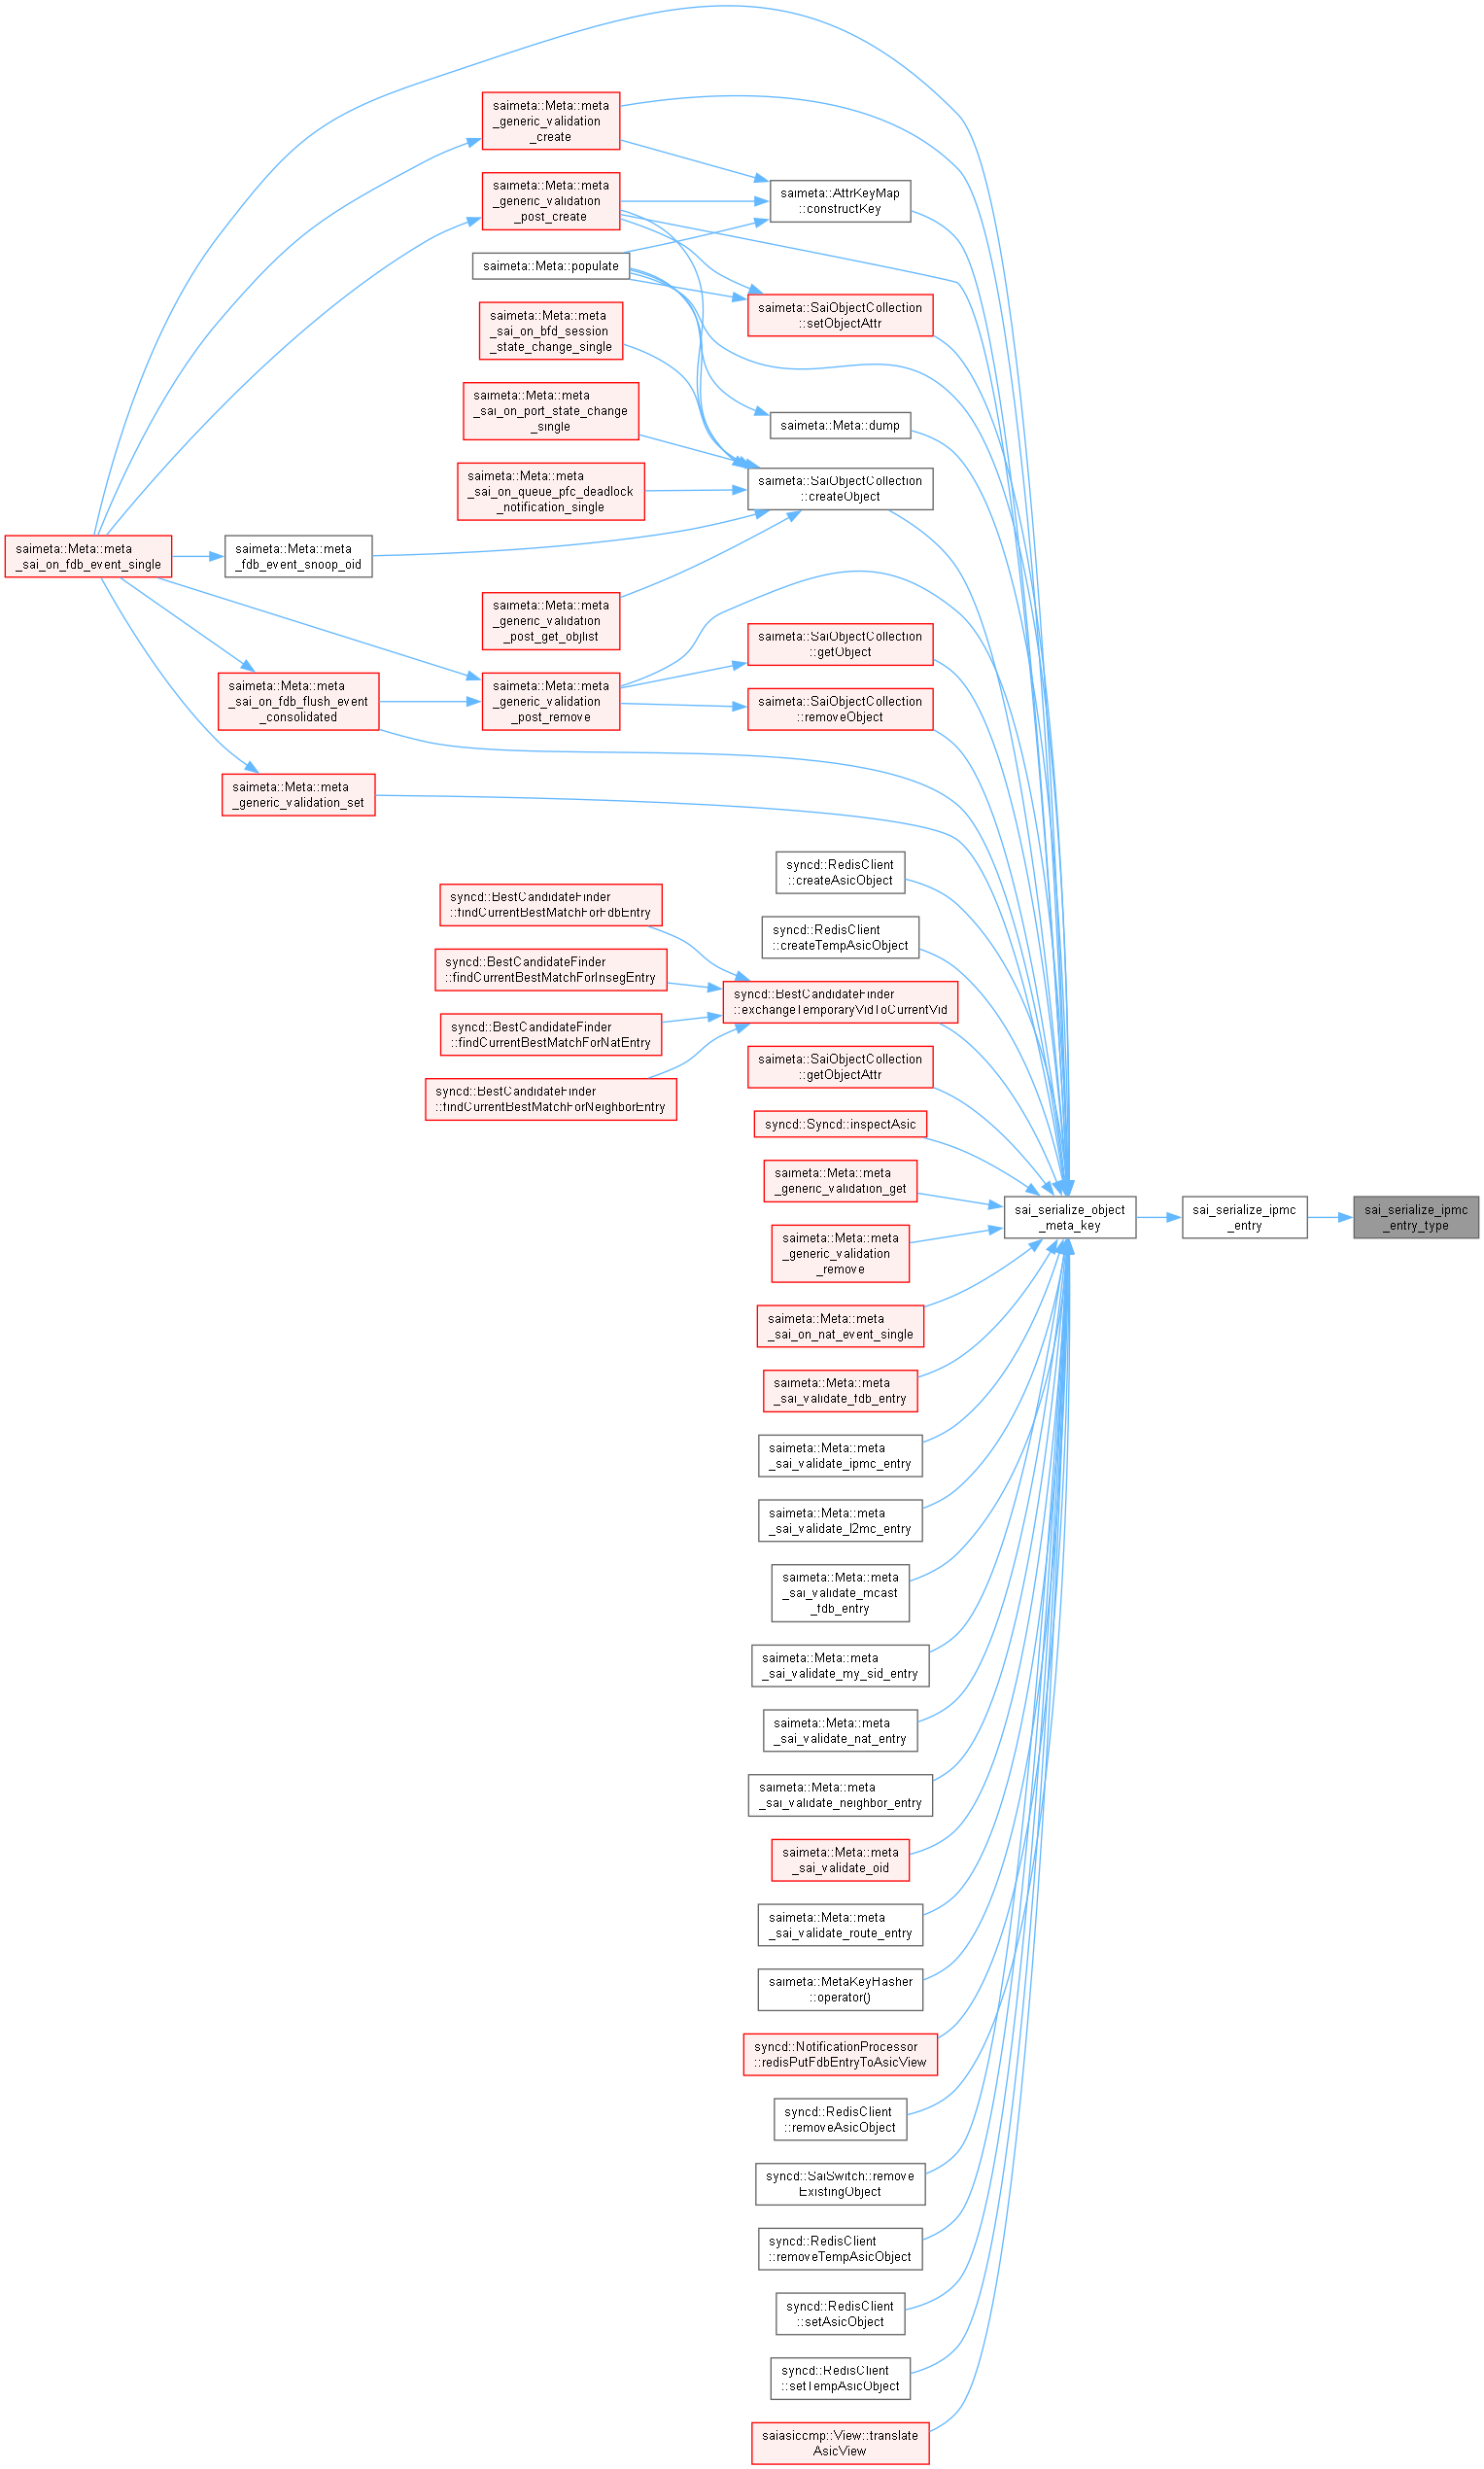 saimeta::Meta::meta
_generic_validation
_create
saimeta::Meta::meta
_generic_validation
_post_create
saimeta::AttrKeyMap
::constructKey
saimeta::Meta::populate
saimeta::SaiObjectCollection
::setObjectAttr
saimeta::Meta::meta
_sai_on_bfd_session
_state_change_single
saimeta::Meta::meta
_sai_on_port_state_change
_single
saimeta::Meta::dump
saimeta::Meta::meta
_sai_on_queue_pfc_deadlock
_notification_single
saimeta::SaiObjectCollection
::createObject
saimeta::Meta::meta
_sai_on_fdb_event_single
saimeta::Meta::meta
_fdb_event_snoop_oid
saimeta::Meta::meta
_generic_validation
_post_get_objlist
saimeta::SaiObjectCollection
::getObject
saimeta::Meta::meta
_sai_on_fdb_flush_event
_consolidated
saimeta::Meta::meta
_generic_validation
_post_remove
saimeta::SaiObjectCollection
::removeObject
saimeta::Meta::meta
_generic_validation_set
syncd::RedisClient
::createAsicObject
syncd::BestCandidateFinder
::findCurrentBestMatchForFdbEntry
syncd::RedisClient
::createTempAsicObject
syncd::BestCandidateFinder
::findCurrentBestMatchForInsegEntry
syncd::BestCandidateFinder
::exchangeTemporaryVidToCurrentVid
syncd::BestCandidateFinder
::findCurrentBestMatchForNatEntry
saimeta::SaiObjectCollection
::getObjectAttr
syncd::BestCandidateFinder
::findCurrentBestMatchForNeighborEntry
syncd::Syncd::inspectAsic
saimeta::Meta::meta
_generic_validation_get
sai_serialize_object
_meta_key
sai_serialize_ipmc
_entry
sai_serialize_ipmc
_entry_type
saimeta::Meta::meta
_generic_validation
_remove
saimeta::Meta::meta
_sai_on_nat_event_single
saimeta::Meta::meta
_sai_validate_fdb_entry
saimeta::Meta::meta
_sai_validate_ipmc_entry
saimeta::Meta::meta
_sai_validate_l2mc_entry
saimeta::Meta::meta
_sai_validate_mcast
_fdb_entry
saimeta::Meta::meta
_sai_validate_my_sid_entry
saimeta::Meta::meta
_sai_validate_nat_entry
saimeta::Meta::meta
_sai_validate_neighbor_entry
saimeta::Meta::meta
_sai_validate_oid
saimeta::Meta::meta
_sai_validate_route_entry
saimeta::MetaKeyHasher
::operator()
syncd::NotificationProcessor
::redisPutFdbEntryToAsicView
syncd::RedisClient
::removeAsicObject
syncd::SaiSwitch::remove
ExistingObject
syncd::RedisClient
::removeTempAsicObject
syncd::RedisClient
::setAsicObject
syncd::RedisClient
::setTempAsicObject
saiasiccmp::View::translate
AsicView